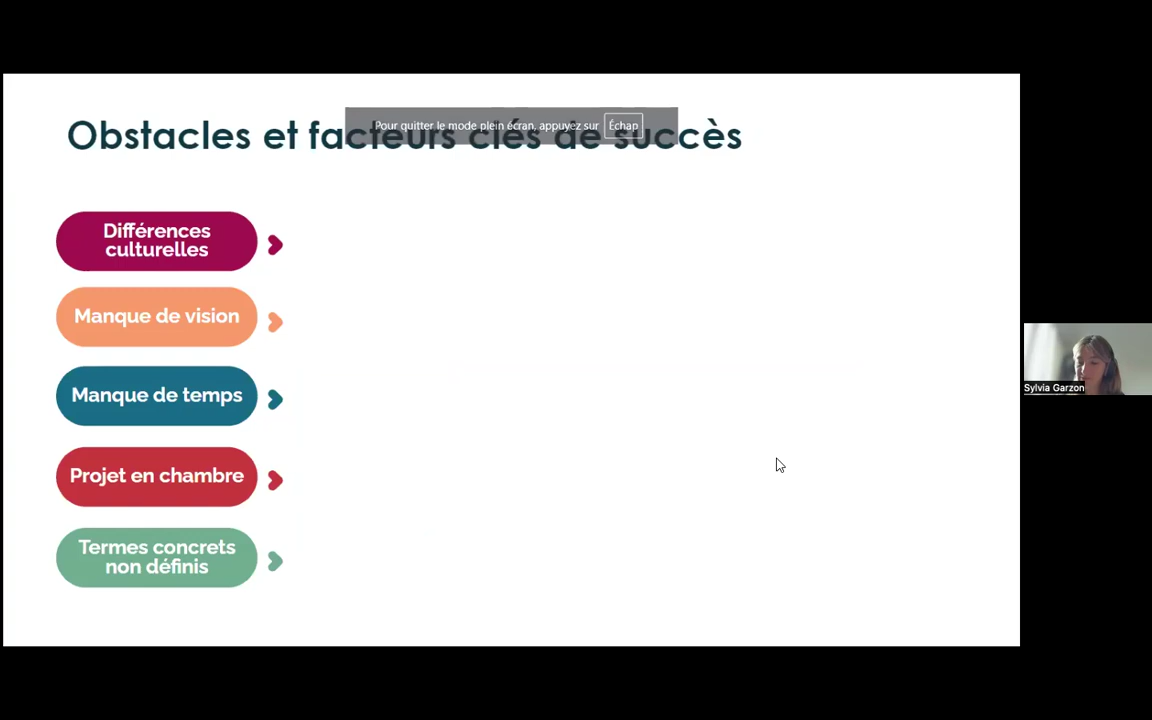 Obstacles et facteurs clés de succès
Pour quitter le mode plein écran, appuyez sur Échap
Différences
culturelles
Manque de vision
Manque de temps
Projet en chambre
Termes concrets
non définis
Sylvia Garzon